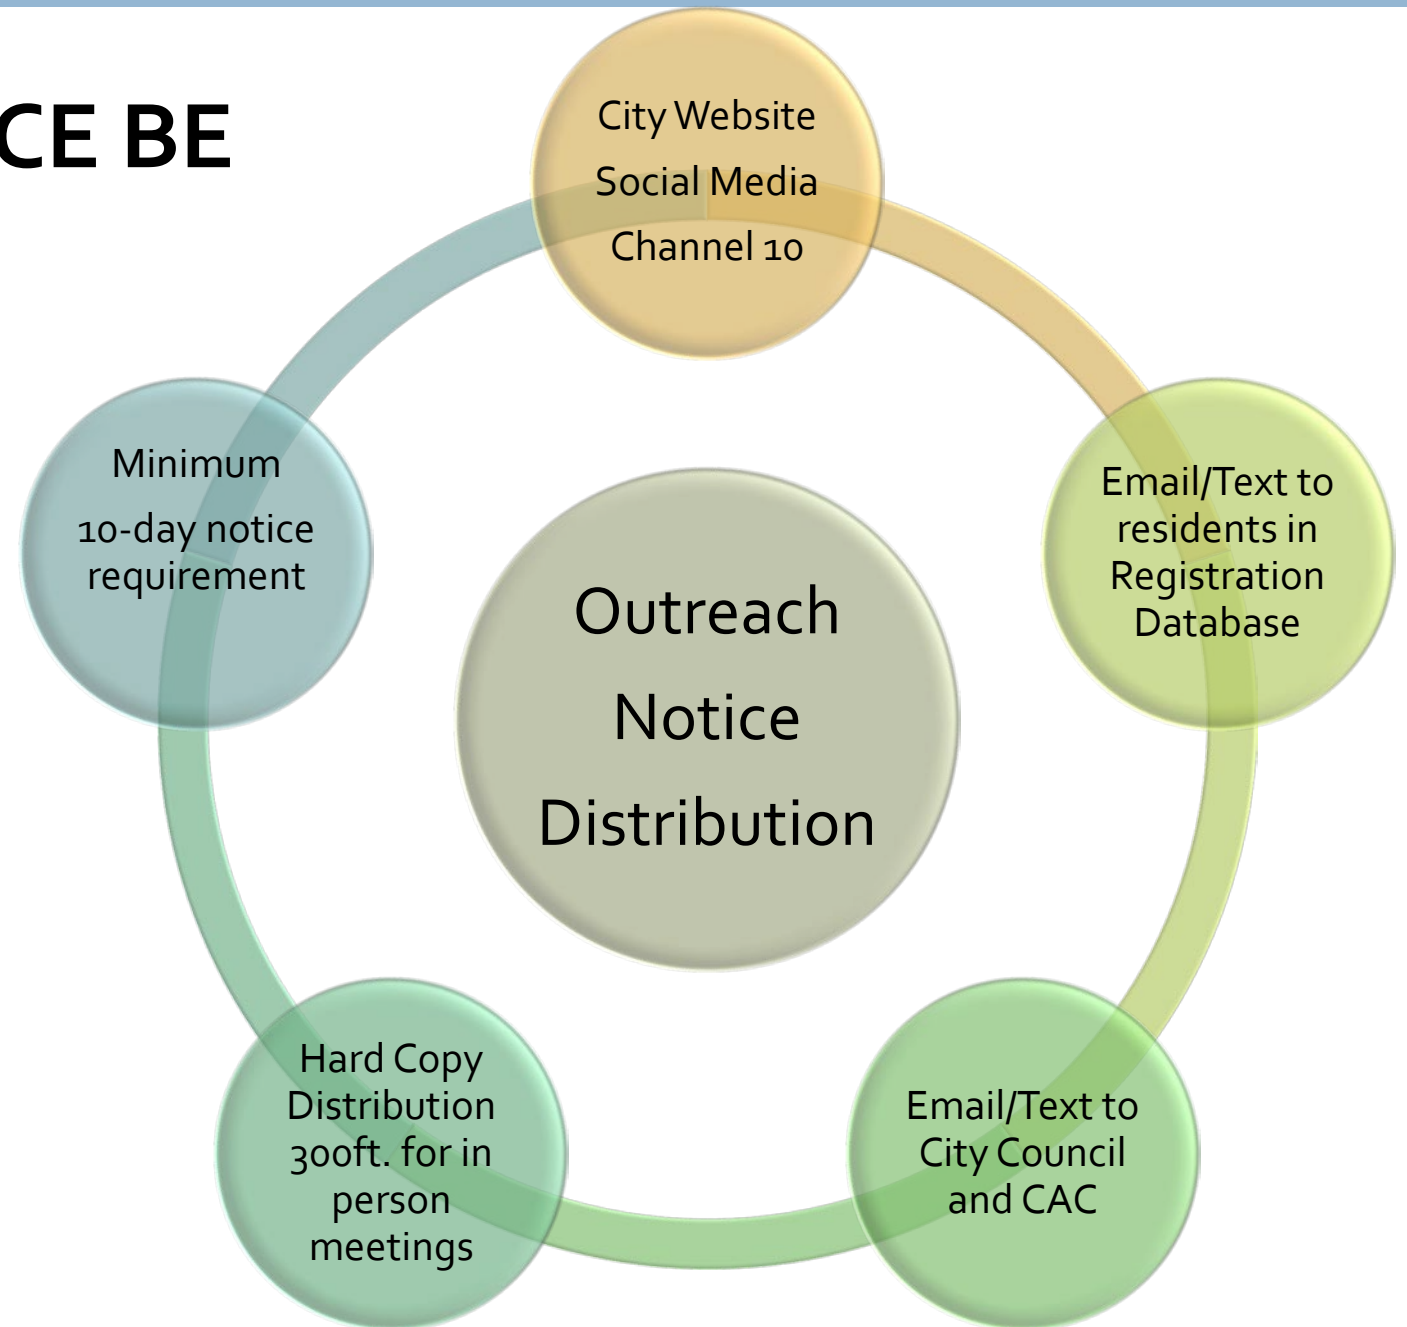 CE BE
City Website
Social Media
Channel 10
Email/Text to
residents in
Registration
Database
Email/Text to
City Council
and CAC
Hard Copy
Distribution
300ft. for in
person
meetings
Minimum
10-day notice
requirement
Outreach
Notice
Distribution